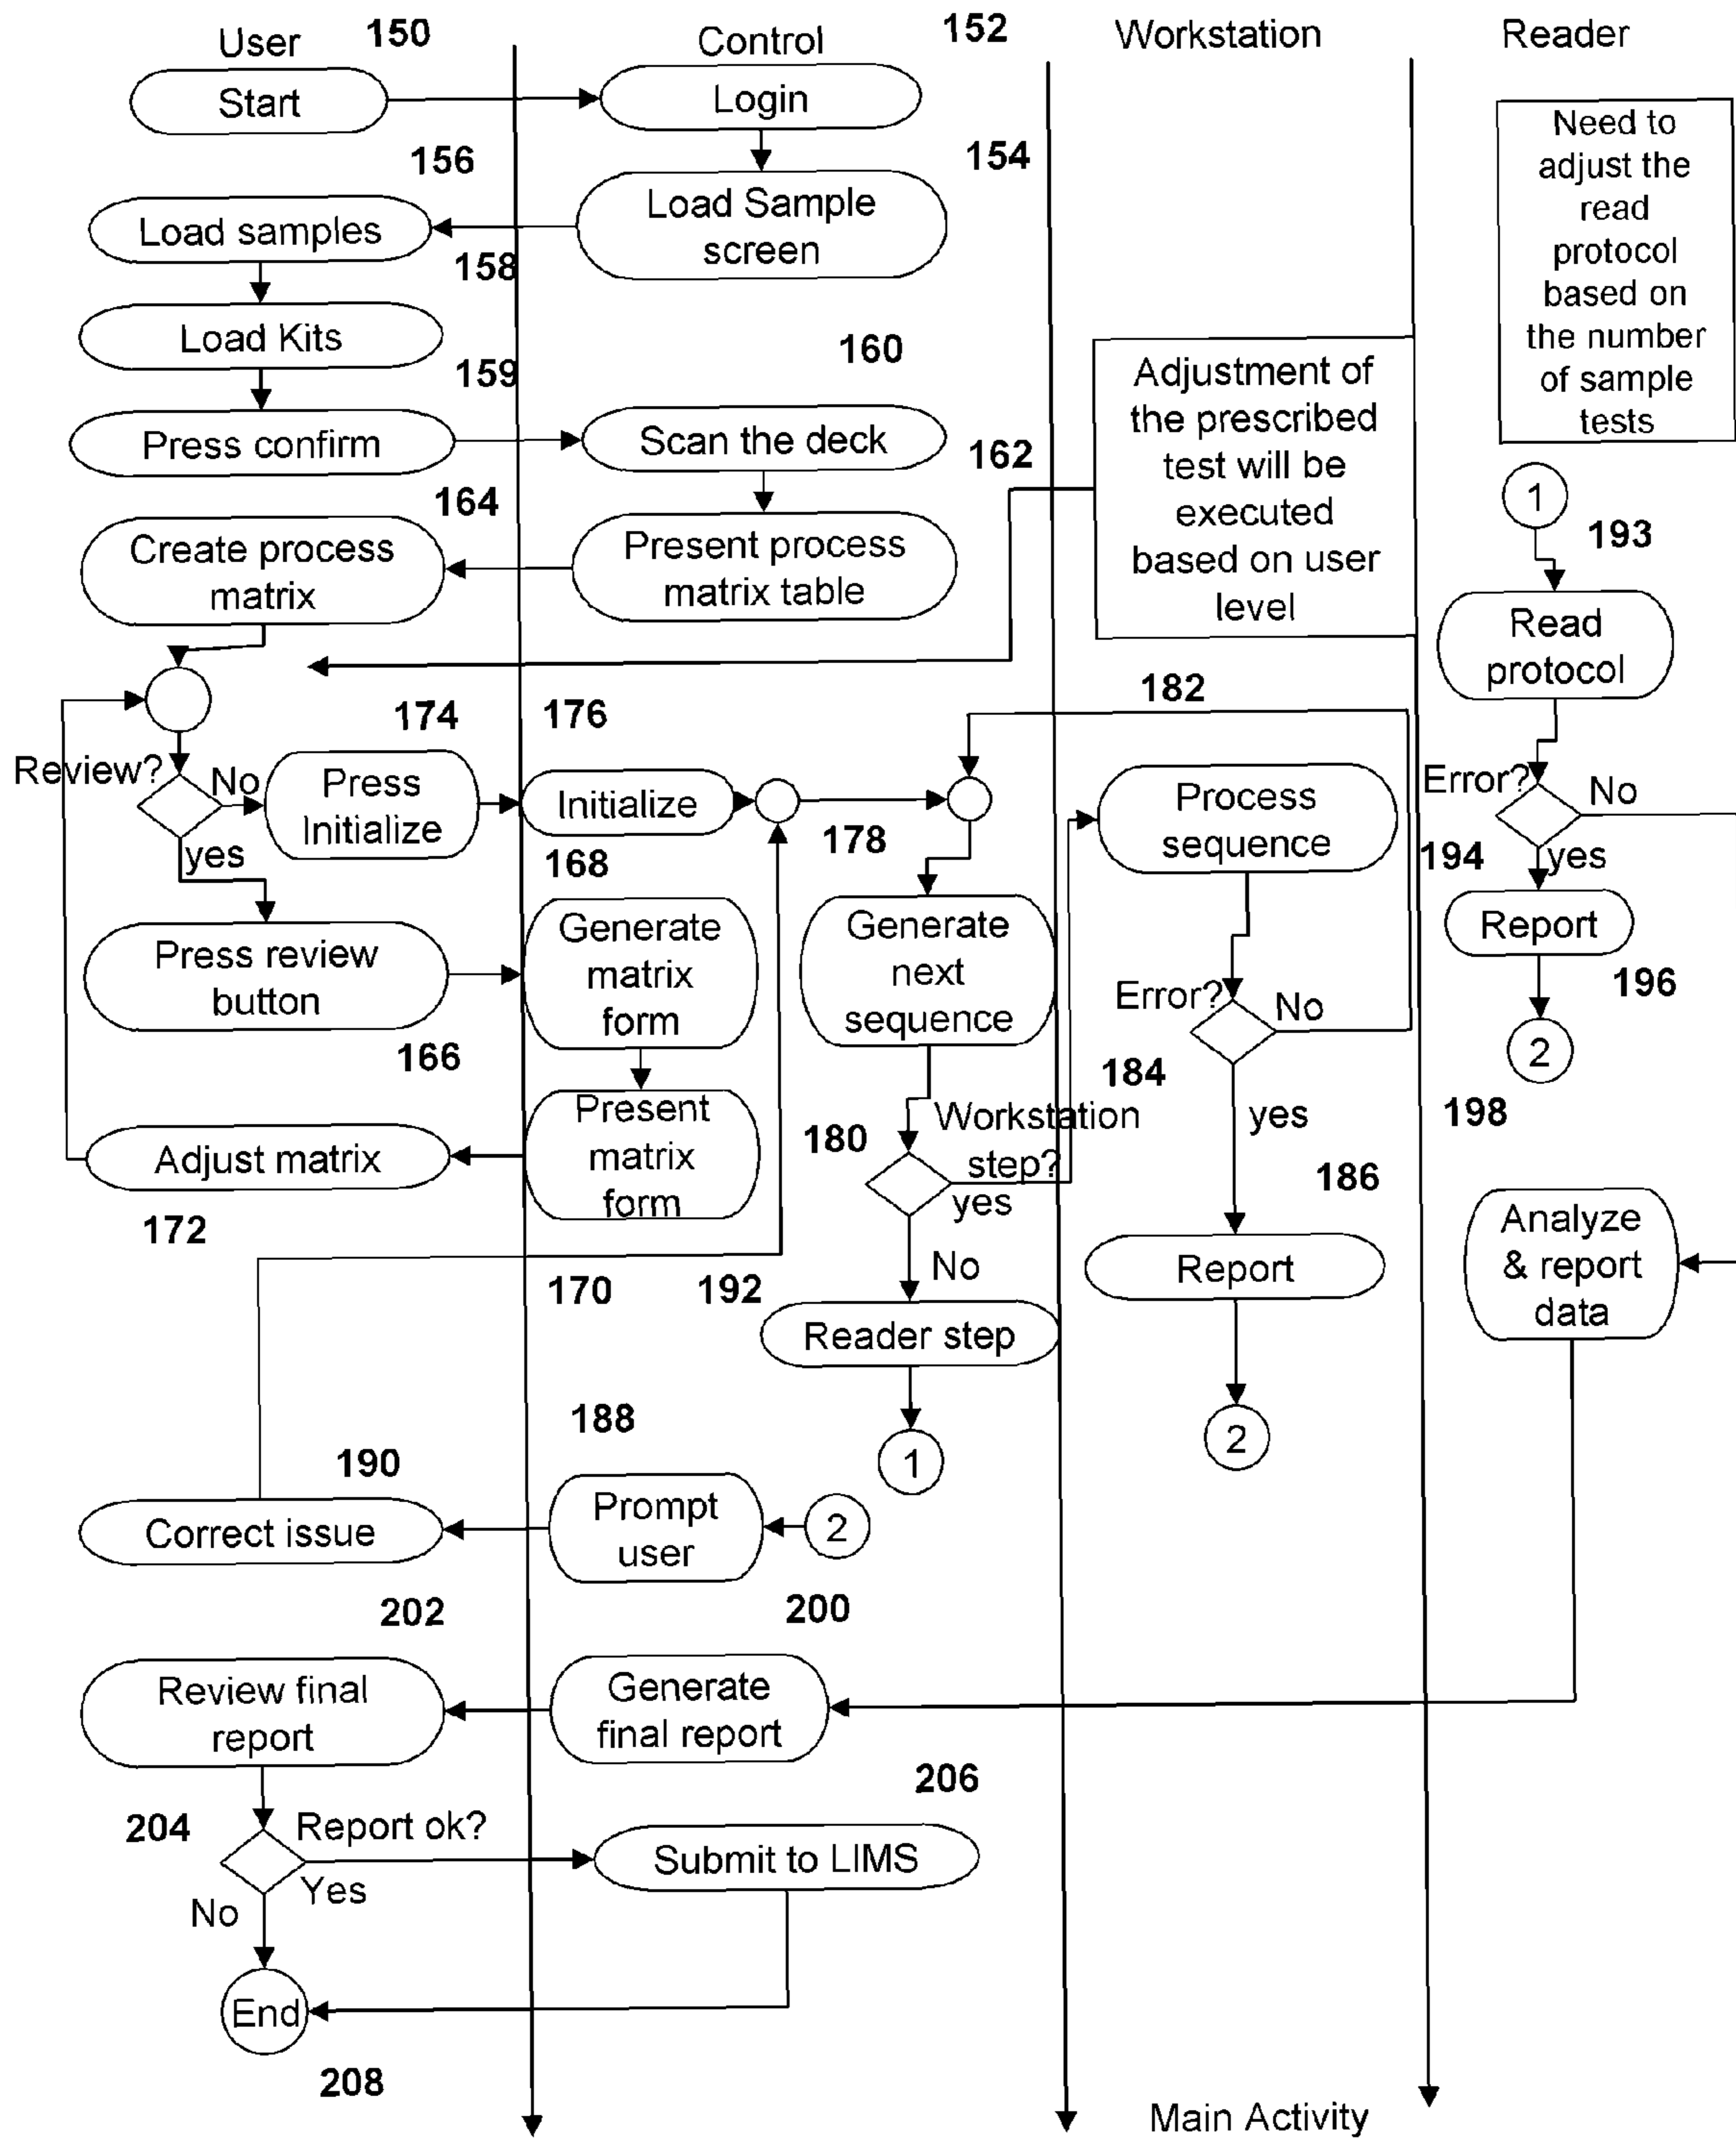 User
150
Control
152
Workstation
Reader
Start
Login
Need to
adjust the
read
protocol
based on
the number
of sample
tests
156
154
Load samples
Load Sample
screen
158
Load Kits
160
159
Adjustment of
the prescribed
test will be
executed
based on user
level
Press confirm
Scan the deck
162
164
1
193
Create process
matrix
Present process
matrix table
Read
protocol
182
174
176
Review?
No
Press
Initialize
Initialize
178
Process
sequence
Error?
No
yes
168
194
yes
Report
Press review
button
Generate
matrix
form
Generate
next
sequence
196
Error?
No
2
166
184
198
Workstation
step?
yes
180
yes
Adjust matrix
Present
matrix
form
186
172
Analyze
& report
data
170
192
No
Report
Reader step
188
2
190
1
Correct issue
Prompt
user
2
202
200
Review final
report
Generate
final report
206
204
Report ok?
Yes
Submit to LIMS
No
End
208
Main Activity